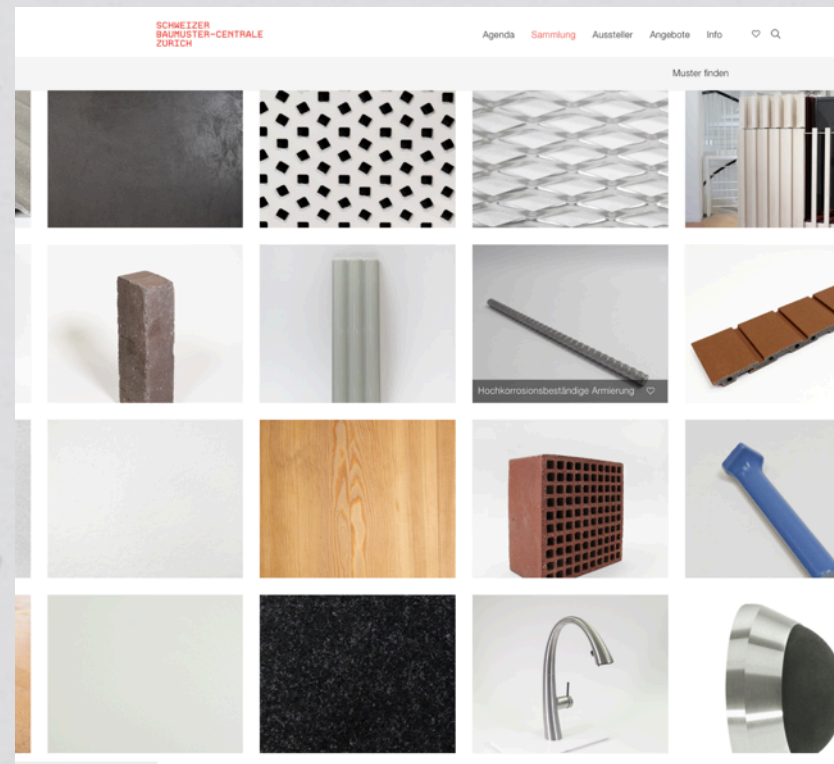 SCHWEIZER
BAUMUSTER-CENTRALE
ZÜRICH
Agenda Sammlung Aussteller Angebote Info
Muster finden
Hochkorrosionsbeständige Armierung